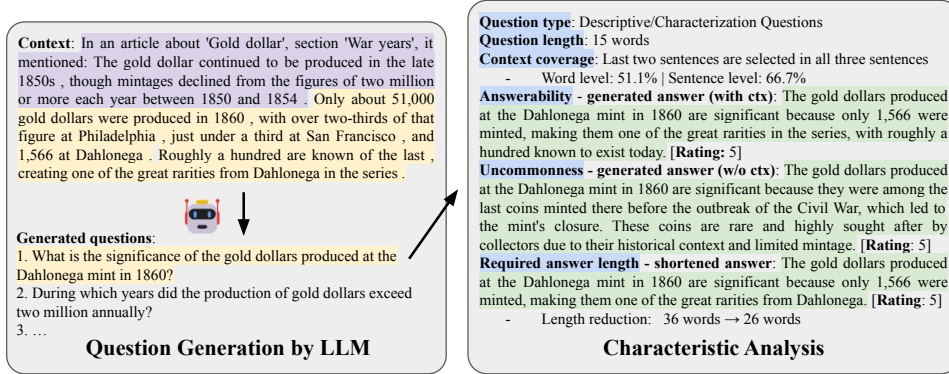 Context: In an article about 'Gold dollar', section 'War years', it
mentioned: The gold dollar continued to be produced in the late
1850s , though mintages declined from the figures of two million
or more each year between 1850 and 1854 . Only about 51,000
gold dollars were produced in 1860 , with over two-thirds of that
figure at Philadelphia , just under a third at San Francisco , and
1,566 at Dahlonega . Roughly a hundred are known of the last ,
creating one of the great rarities from Dahlonega in the series .
Generated questions:
1. What is the significance of the gold dollars produced at the
Dahlonega mint in 1860?
2. During which years did the production of gold dollars exceed
two million annually?
3. …
Question Generation by LLM
Question type: Descriptive/Characterization Questions
Question length: 15 words
Context coverage: Last two sentences are selected in all three sentences
- Word level: 51.1% | Sentence level: 66.7%
Answerability - generated answer (with ctx): The gold dollars produced
at the Dahlonega mint in 1860 are significant because only 1,566 were
minted, making them one of the great rarities in the series, with roughly a
hundred known to exist today. [Rating: 5]
Uncommonness - generated answer (w/o ctx): The gold dollars produced
at the Dahlonega mint in 1860 are significant because they were among the
last coins minted there before the outbreak of the Civil War, which led to
the mint's closure. These coins are rare and highly sought after by
collectors due to their historical context and limited mintage. [Rating: 5]
Required answer length - shortened answer: The gold dollars produced
at the Dahlonega mint in 1860 are significant because only 1,566 were
minted, making them one of the great rarities from Dahlonega. [Rating: 5]
- Length reduction: 36 words → 26 words
Characteristic Analysis